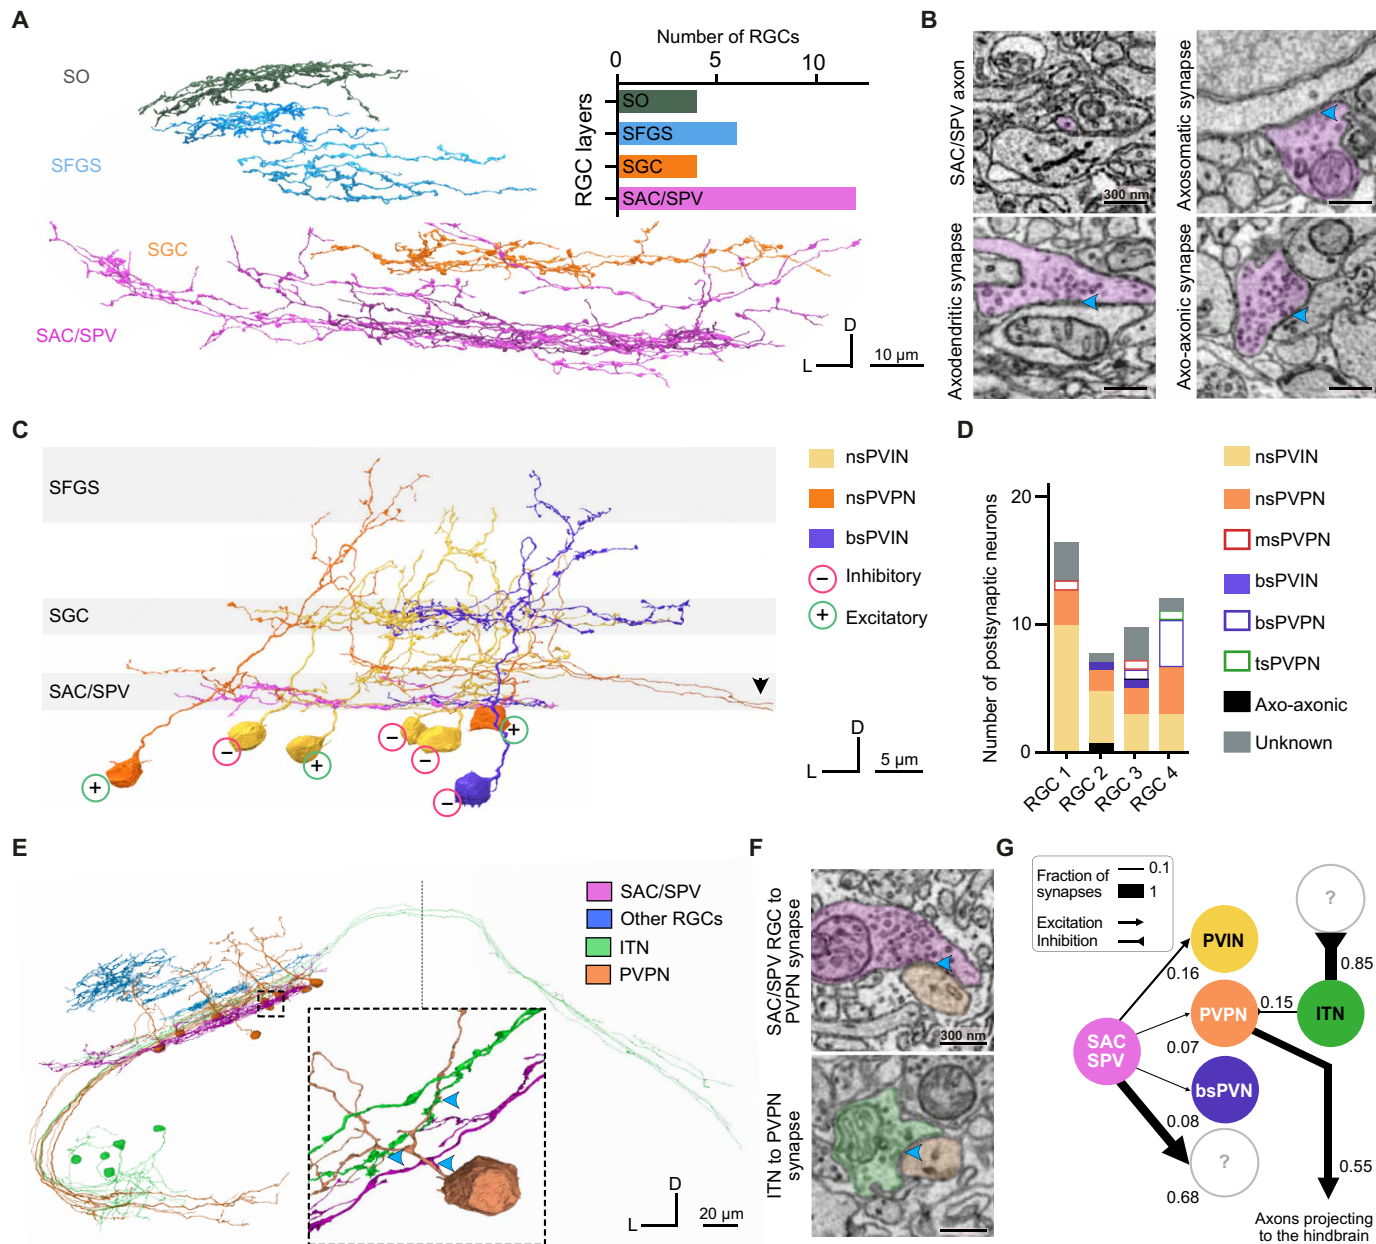 A
SO
SFGS
SGC
SAC/SPV
Number of RGCs
0
5
10
RGC layers
SO
SFGS
SGC
SAC/SPV
D
L
10 µm
B
SAC/SPV axon
300 nm
Axosomatic synapse
Axodendritic synapse
Axo-axonic synapse
C
SFGS
SGC
SAC/SPV
nsPVIN
nsPVPN
bsPVIN
− Inhibitory
+ Excitatory
−
+
−
−
+
+
−
D
L
5 µm
D
Number of postsynaptic neurons
20
10
0
RGC 1
RGC 2
RGC 3
RGC 4
nsPVIN
nsPVPN
msPVPN
bsPVIN
bsPVPN
tsPVPN
Axo-axonic
Unknown
E
SAC/SPV
Other RGCs
ITN
PVPN
D
L
20 µm
F
SAC/SPV RGC to
PVPN synapse
300 nm
ITN to PVPN
synapse
G
Fraction of
synapses
0.1
1
Excitation
Inhibition
?
PVIN
0.16
0.85
PVPN
0.15
ITN
SAC
SPV
0.07
bsPVN
0.08
?
0.68
0.55
Axons projecting
to the hindbrain